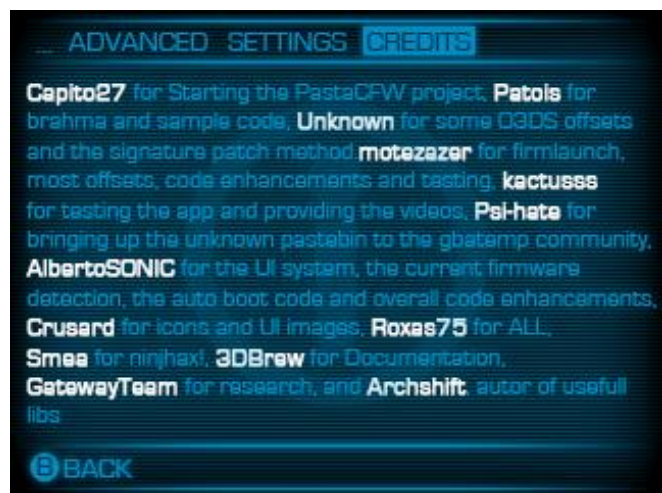 ... ADVANCED SETTINGS CREDITS
Capito27 for Starting the PastaCFW project, Patois for
brahma and sample code, Unknown for some O3DS offsets
and the signature patch method motezazer for firmlaunch,
most offsets, code enhancements and testing, kactusss
for testing the app and providing the videos, Psi-hate for
bringing up the unknown pastebin to the gbatemp community,
AlbertoSONIC for the UI system, the current firmware
detection, the auto boot code and overall code enhancements,
Crusard for icons and UI images, Roxas75 for ALL,
Smea for ninjhax!, 3DBrew for Documentation,
GatewayTeam for research, and Archshift, autor of usefull
libs
B BACK